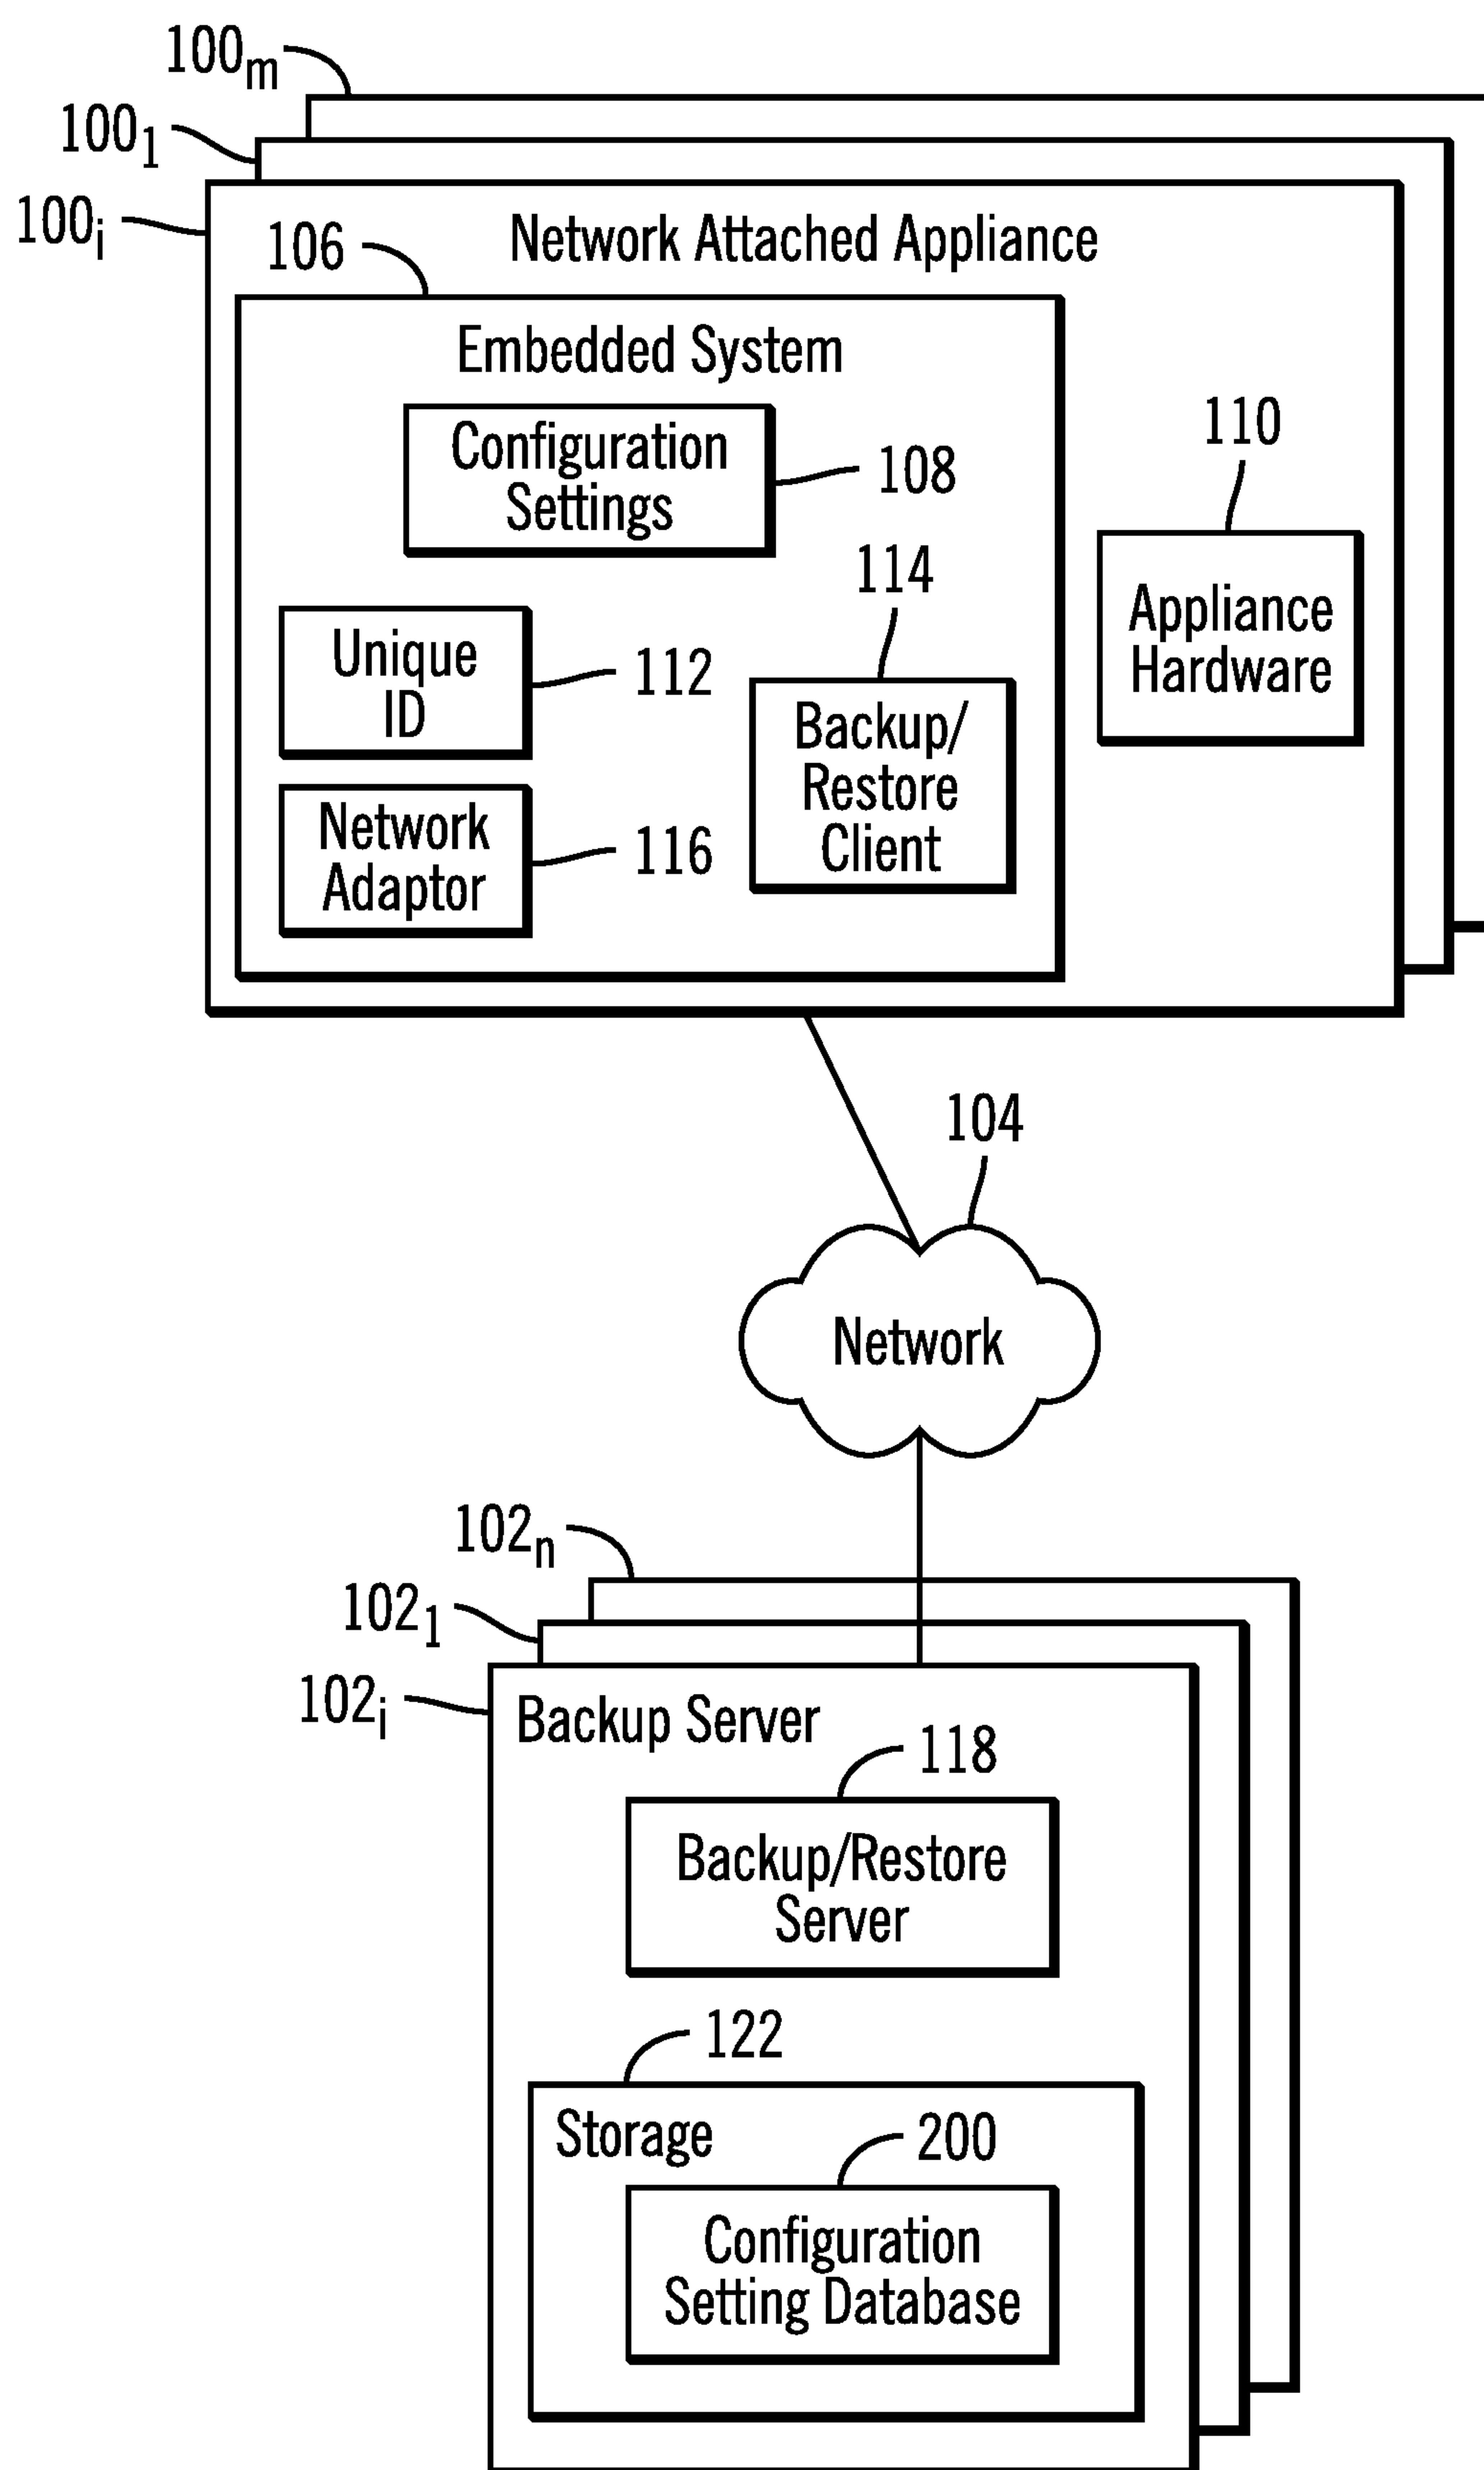 100m
1001
100i
Network Attached Appliance
106
Embedded System
Configuration
Settings
108
110
114
Appliance
Hardware
Unique
ID
112
Backup/
Restore
Client
Network
Adaptor
116
104
Network
102n
1021
102i
Backup Server
118
Backup/Restore
Server
122
Storage
200
Configuration
Setting Database